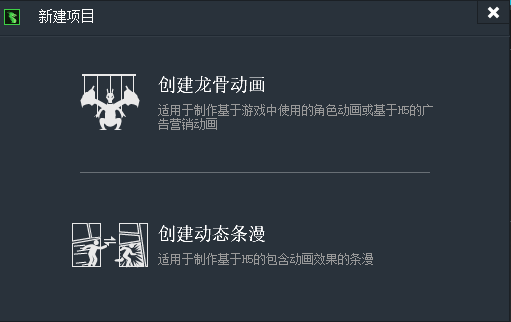 新建项目
创建龙骨动画
适用于制作基于游戏中使用的角色动画或基于H5的广
告营销动画
创建动态条漫
适用于制作基于H5的包含动画效果的条漫